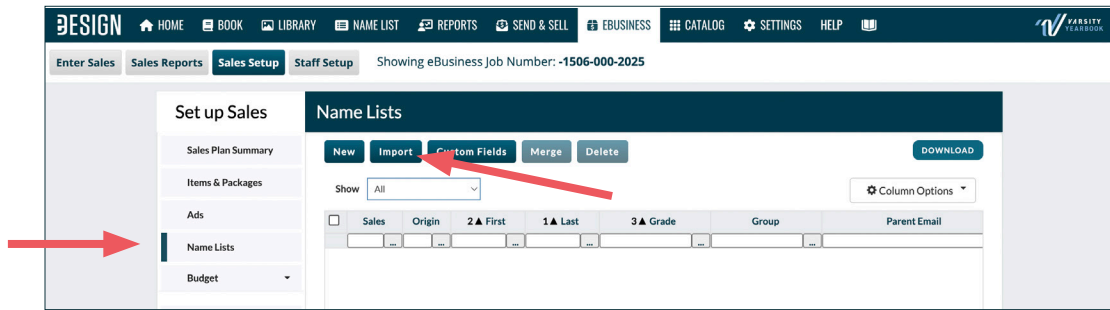 BESIGN HOME BOOK LIBRARY NAME LIST REPORTS SEND & SELL EBUSINESS CATALOG SETTINGS HELP VARSITY YEARBOOK
Enter Sales Sales Reports Sales Setup Staff Setup Showing eBusiness Job Number: -1506-000-2025
Set up Sales
Sales Plan Summary
Items & Packages
Ads
Name Lists
Budget
Name Lists
New Import Custom Fields Merge Delete DOWNLOAD
Show All Column Options
Sales Origin 2▲ First 1▲ Last 3▲ Grade Group Parent Email
... ... ... ... ... ...